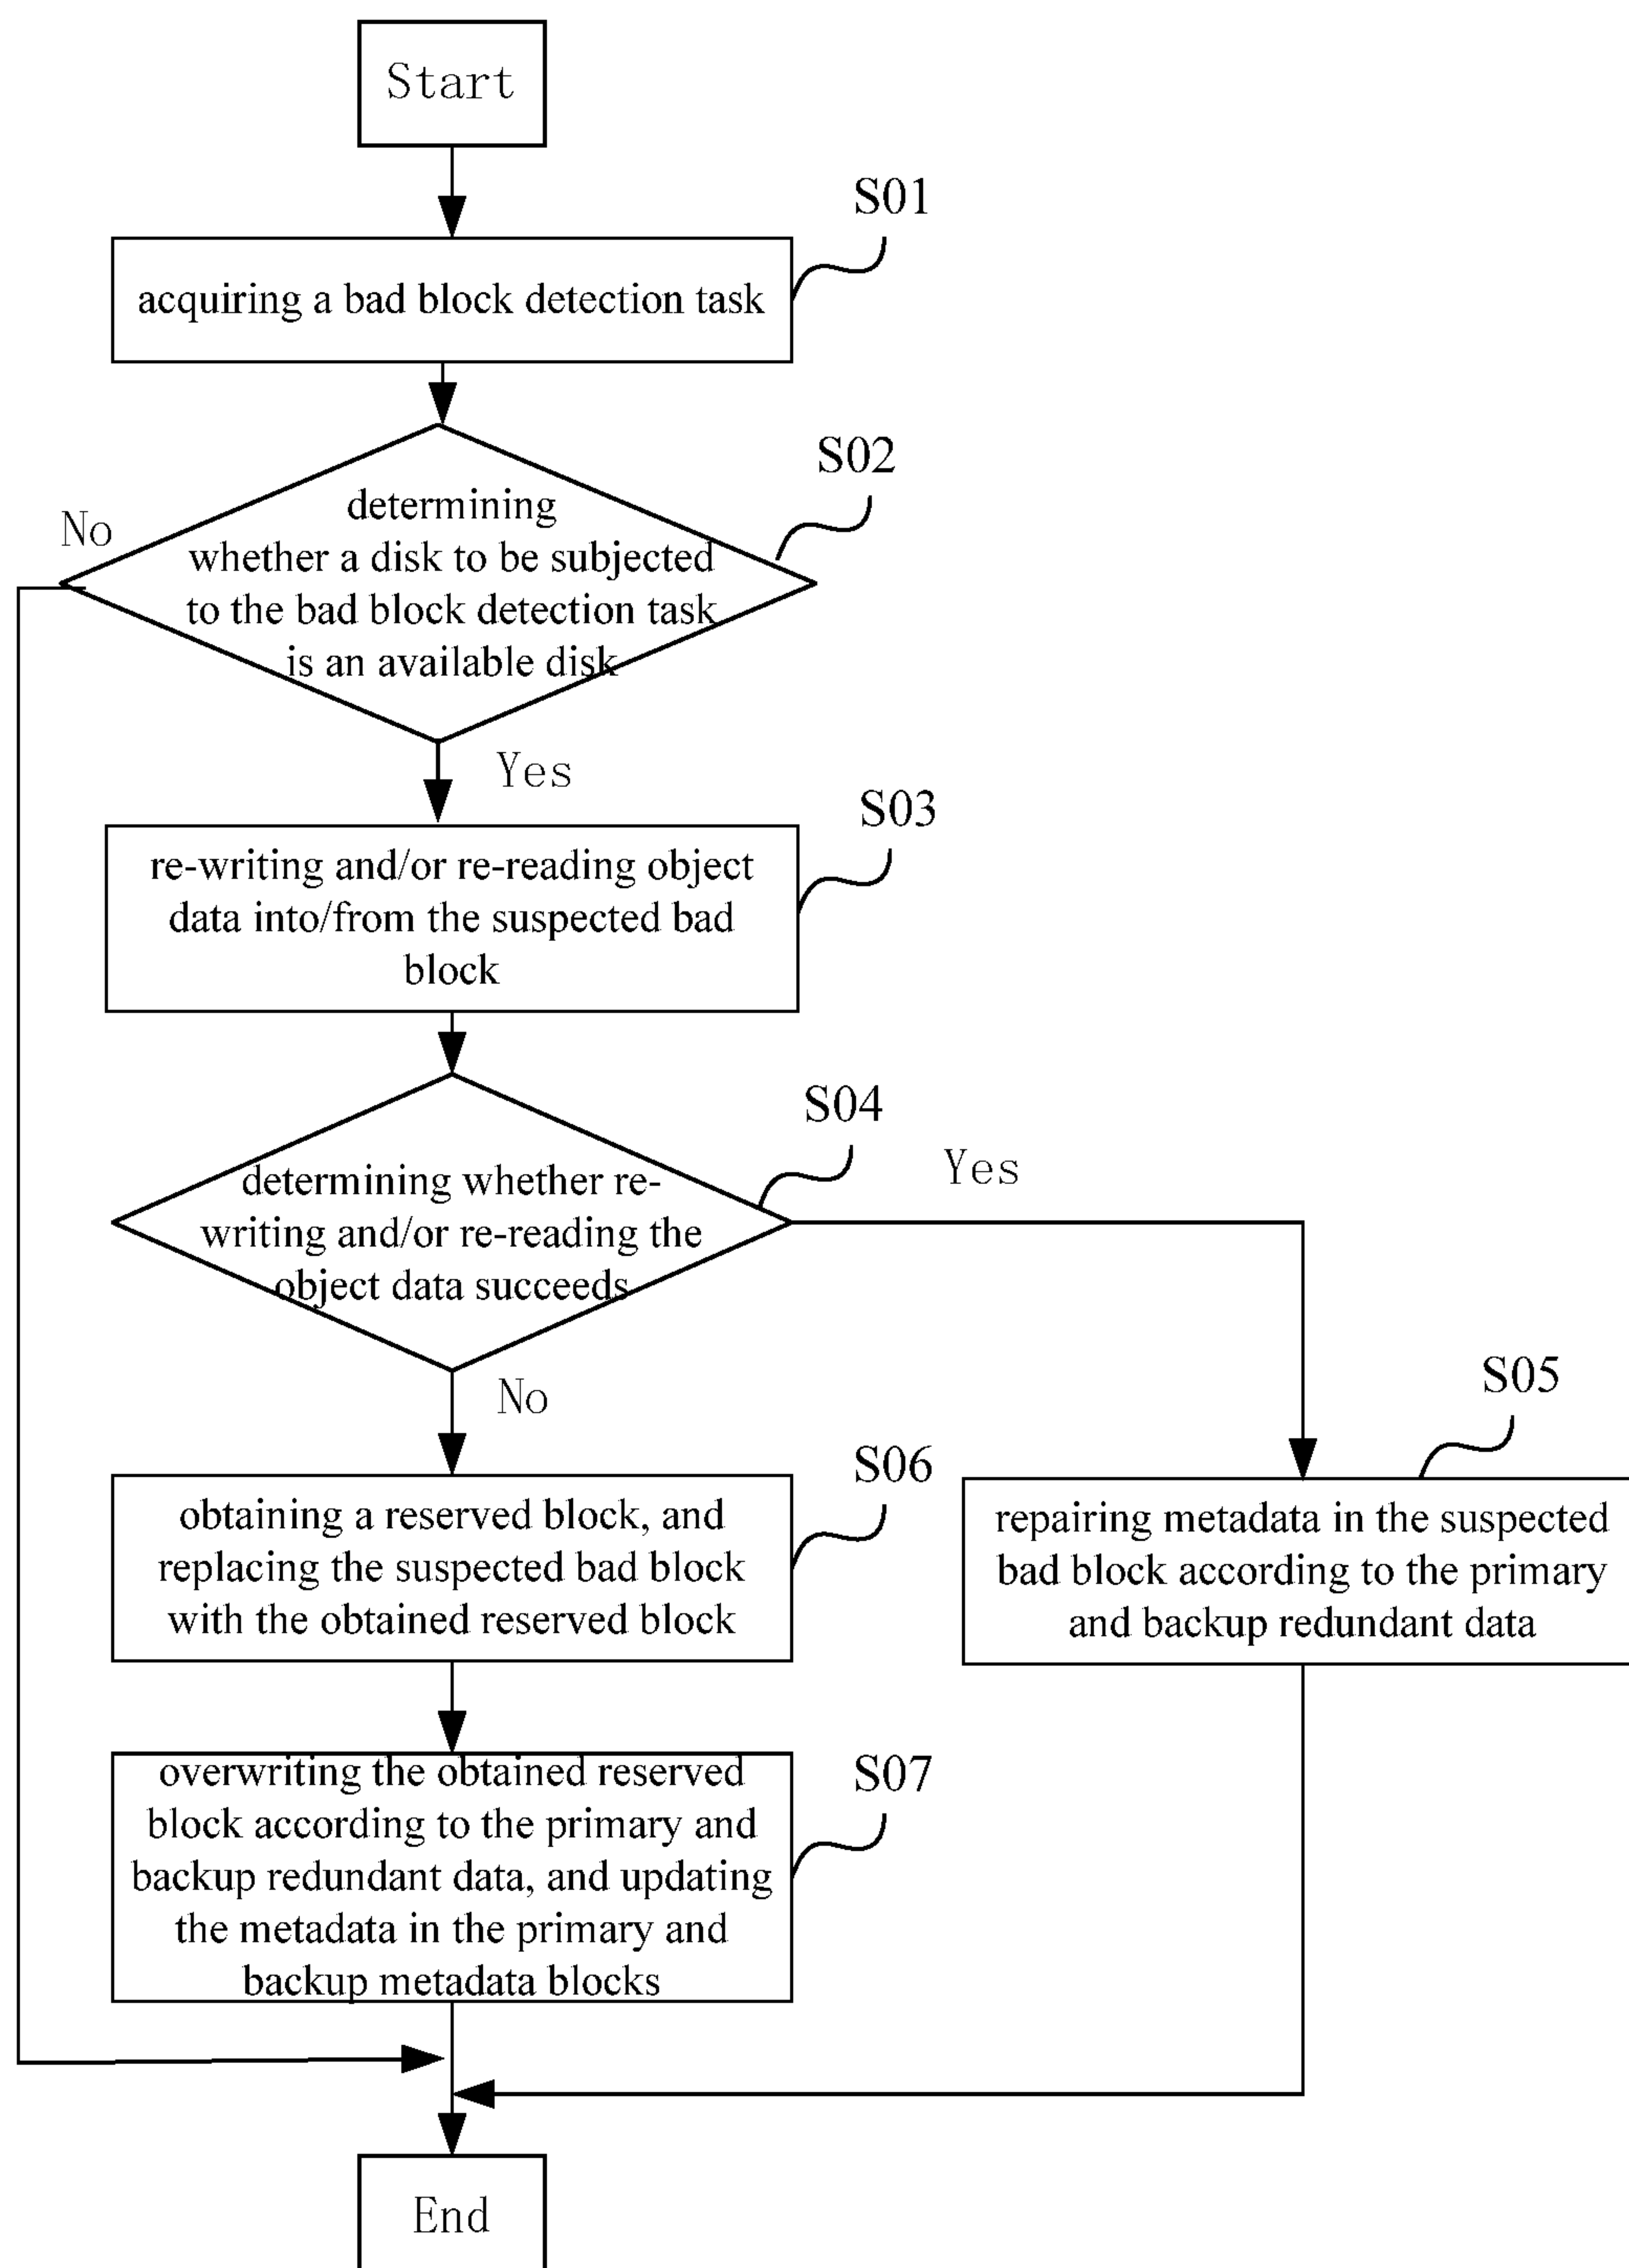 Start
S01
acquiring a bad block detection task
S02
No
determining
whether a disk to be subjected
to the bad block detection task
is an available disk
Yes
S03
re-writing and/or re-reading object
data into/from the suspected bad
block
S04
Yes
determining whether re-
writing and/or re-reading the
object data succeeds
No
S05
S06
obtaining a reserved block, and
replacing the suspected bad block
with the obtained reserved block
repairing metadata in the suspected
bad block according to the primary
and backup redundant data
S07
overwriting the obtained reserved
block according to the primary and
backup redundant data, and updating
the metadata in the primary and
backup metadata blocks
End